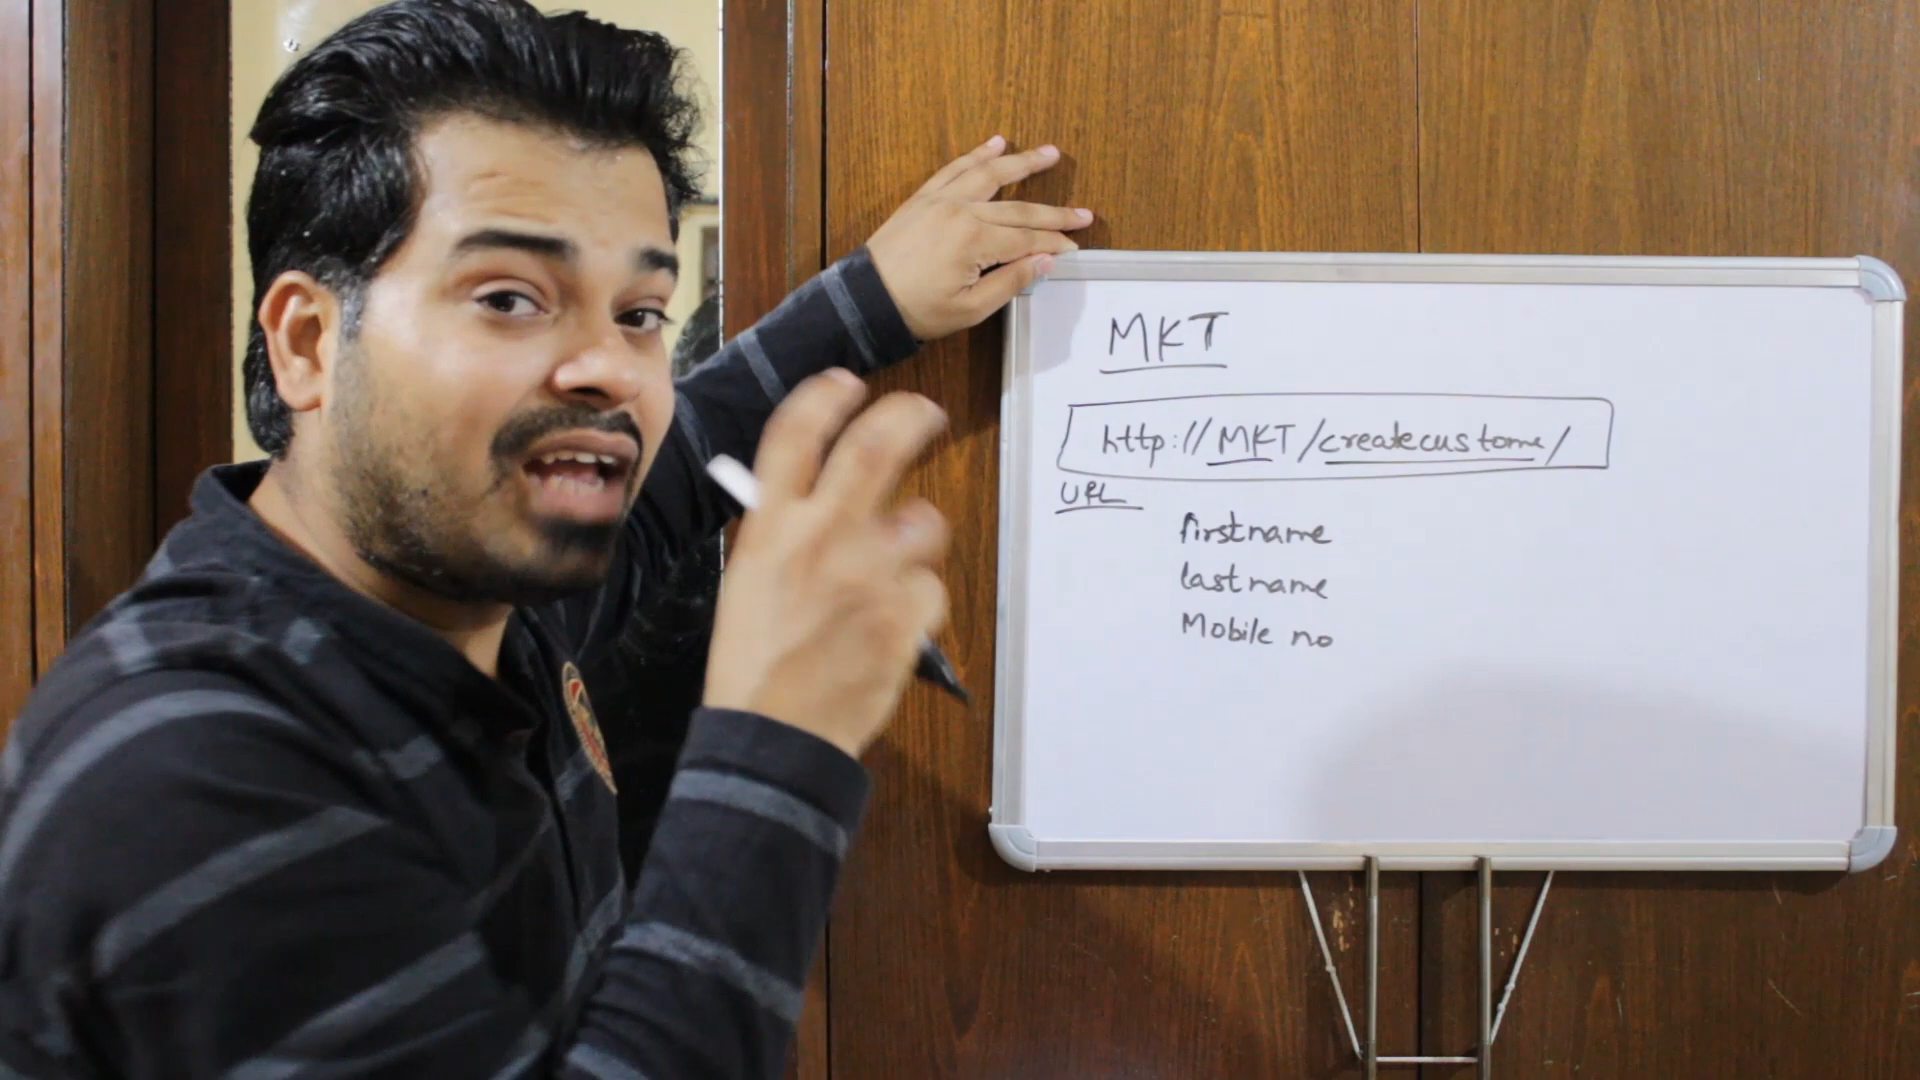 MKT
http://MKT/createcustome/
URL
firstname
lastname
Mobile no